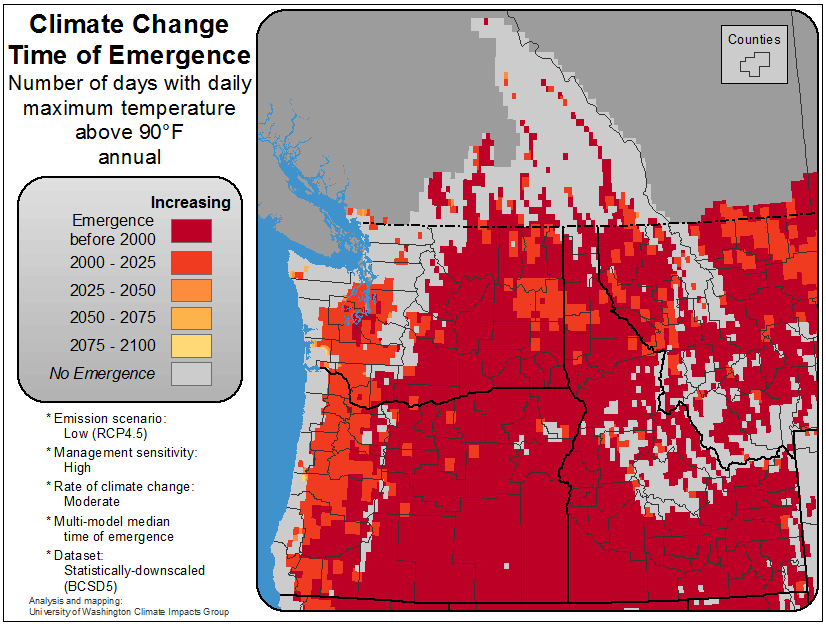 Climate Change
Time of Emergence
Number of days with daily
maximum temperature
above 90°F
annual
Increasing
Emergence
before 2000
2000 - 2025
2025 - 2050
2050 - 2075
2075 - 2100
No Emergence
* Emission scenario:
Low (RCP4.5)
* Management sensitivity:
High
* Rate of climate change:
Moderate
* Multi-model median
time of emergence
* Dataset:
Statistically-downscaled
(BCSD5)
Analysis and mapping:
University of Washington Climate Impacts Group
Counties